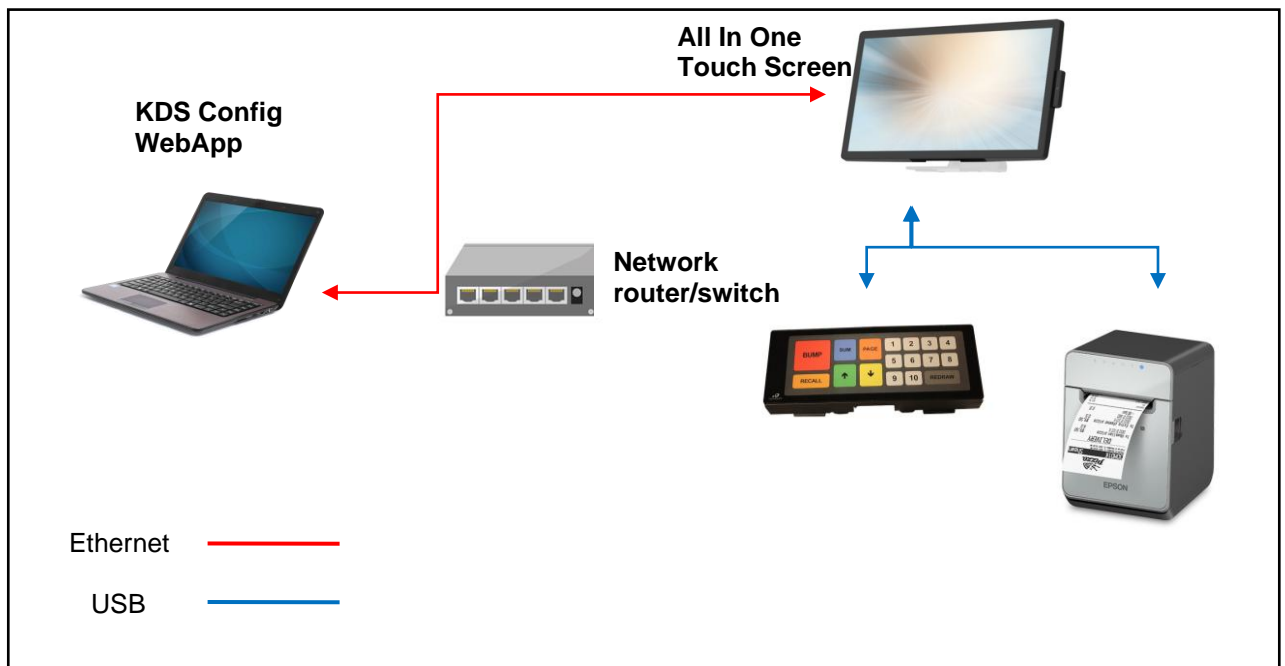 All In One
Touch Screen
KDS Config
WebApp
Network
router/switch
BUMP
SUM
PAGE
1
2
3
4
5
6
7
8
RECALL
9
10
REDRAW
DELIVERY
EPSON
Ethernet
USB